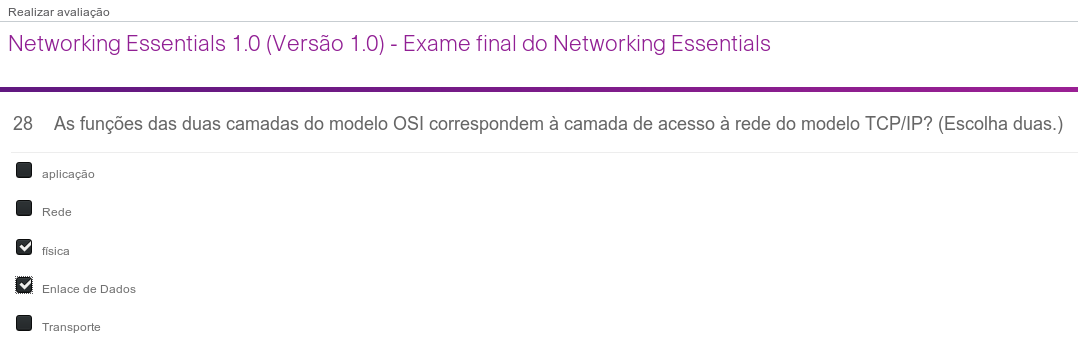 Realizar avaliação
Networking Essentials 1.0 (Versão 1.0) - Exame final do Networking Essentials
28 As funções das duas camadas do modelo OSI correspondem à camada de acesso à rede do modelo TCP/IP? (Escolha duas.)
aplicação
Rede
física
Enlace de Dados
Transporte